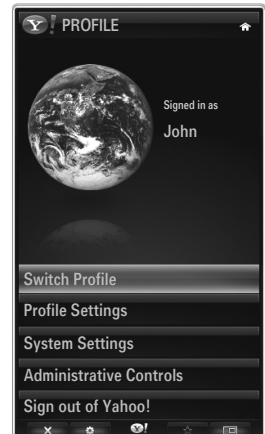 Y! PROFILE
Signed in as
John
Switch Profile
Profile Settings
System Settings
Administrative Controls
Sign out of Yahoo!
Y!